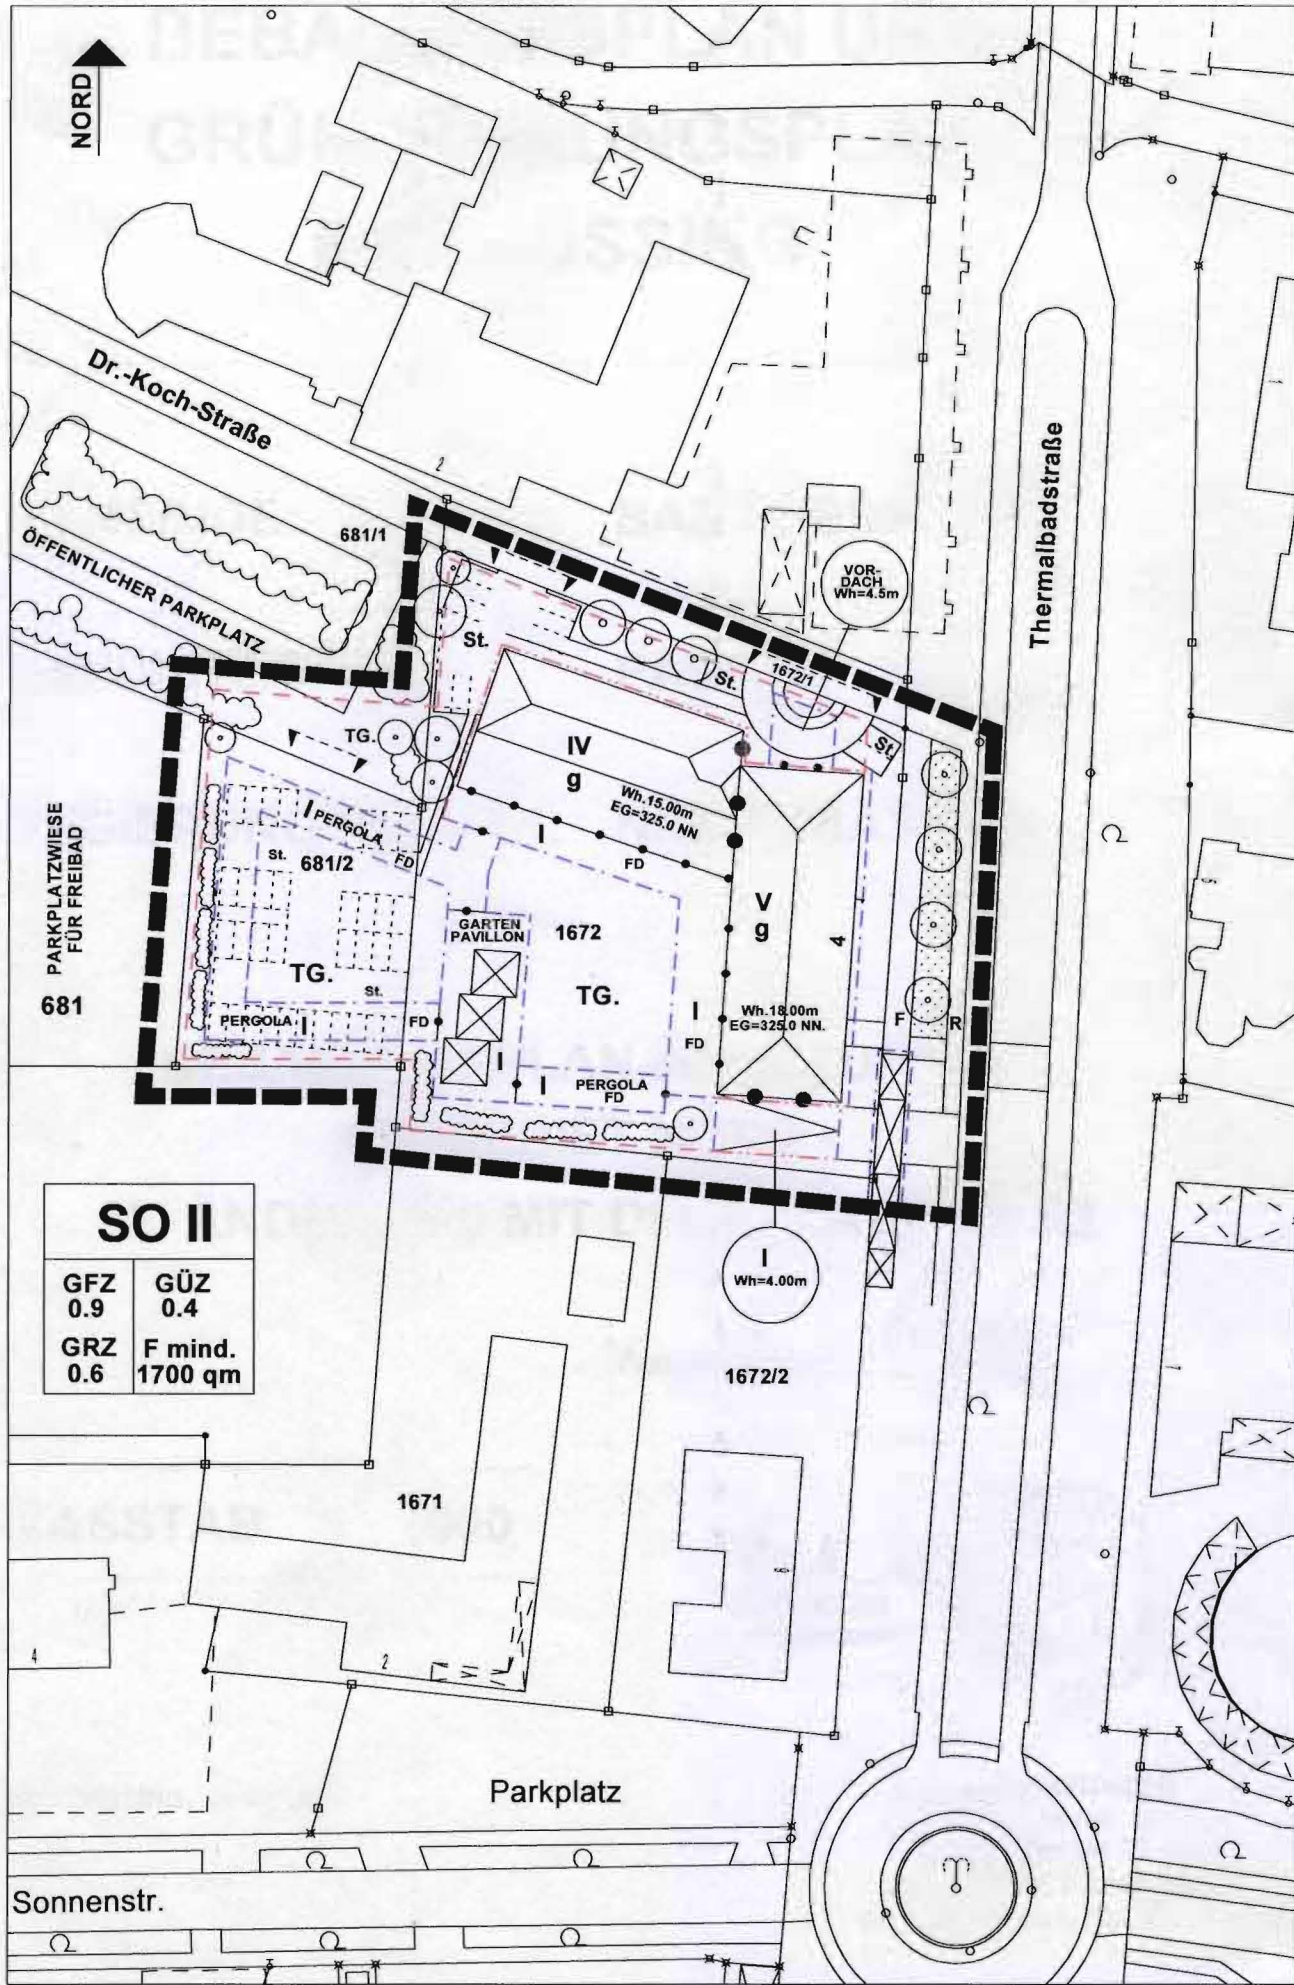 NORD
Dr.-Koch-Straße
2
ÖFFENTLICHER PARKPLATZ
681/1
Thermalbadstraße
VOR-
DACH
Wh=4.5m
St.
St.
1672/1
St.
TG.
IV
g
Wh.15.00m
EG=325.0 NN
I
PERGOLA
FD
I
FD
St.
681/2
PARKPLATZWIESE
FÜR FREIBAD
681
GARTEN
PAVILLON
1672
V
g
4
TG.
St.
TG.
PERGOLA
I
FD
I
FD
Wh.18.00m
EG=325.0 NN.
F
R
I
I
PERGOLA
FD
SO II
GFZ
0.9
GÜZ
0.4
GRZ
0.6
F mind.
1700 qm
I
Wh=4.00m
1672/2
1671
4
2
Parkplatz
Sonnenstr.